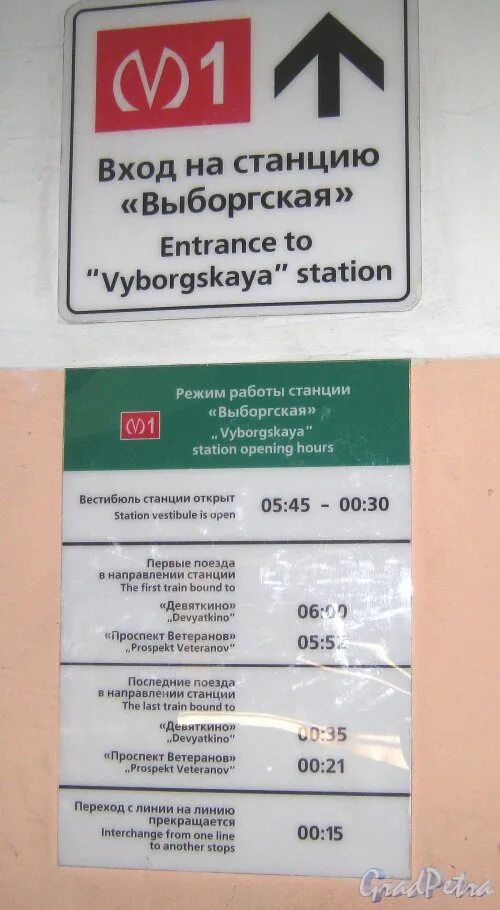 1
Вход на станцию
«Выборгская»
Entrance to
“Vyborgskaya” station
Режим работы станции
«Выборгская»
„Vyborgskaya”
station opening hours
1
Вестибюль станции открыт
Station vestibule is open
05:45 – 00:30
Первые поезда
в направлении станции
The first train bound to
«Девяткино»
„Devyatkino”
06:00
«Проспект Ветеранов»
„Prospekt Veteranov”
05:52
Последние поезда
в направлении станции
The last train bound to
«Девяткино»
„Devyatkino”
00:35
«Проспект Ветеранов»
„Prospekt Veteranov”
00:21
Переход с линии на линию
прекращается
Interchange from one line
to another stops
00:15
GradPetra